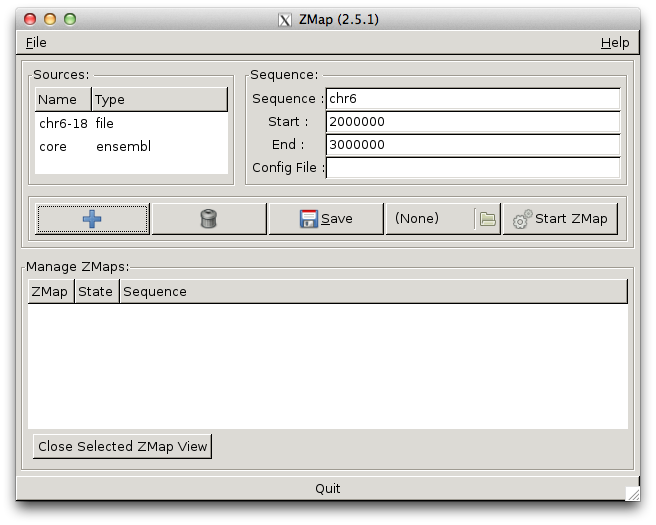 ZMap (2.5.1)
File Help
Sources:
Name Type
chr6-18 file
core ensembl
Sequence:
Sequence : chr6
Start : 2000000
End : 3000000
Config File :
Save (None) Start ZMap
Manage ZMaps:
ZMap State Sequence
Close Selected ZMap View
Quit